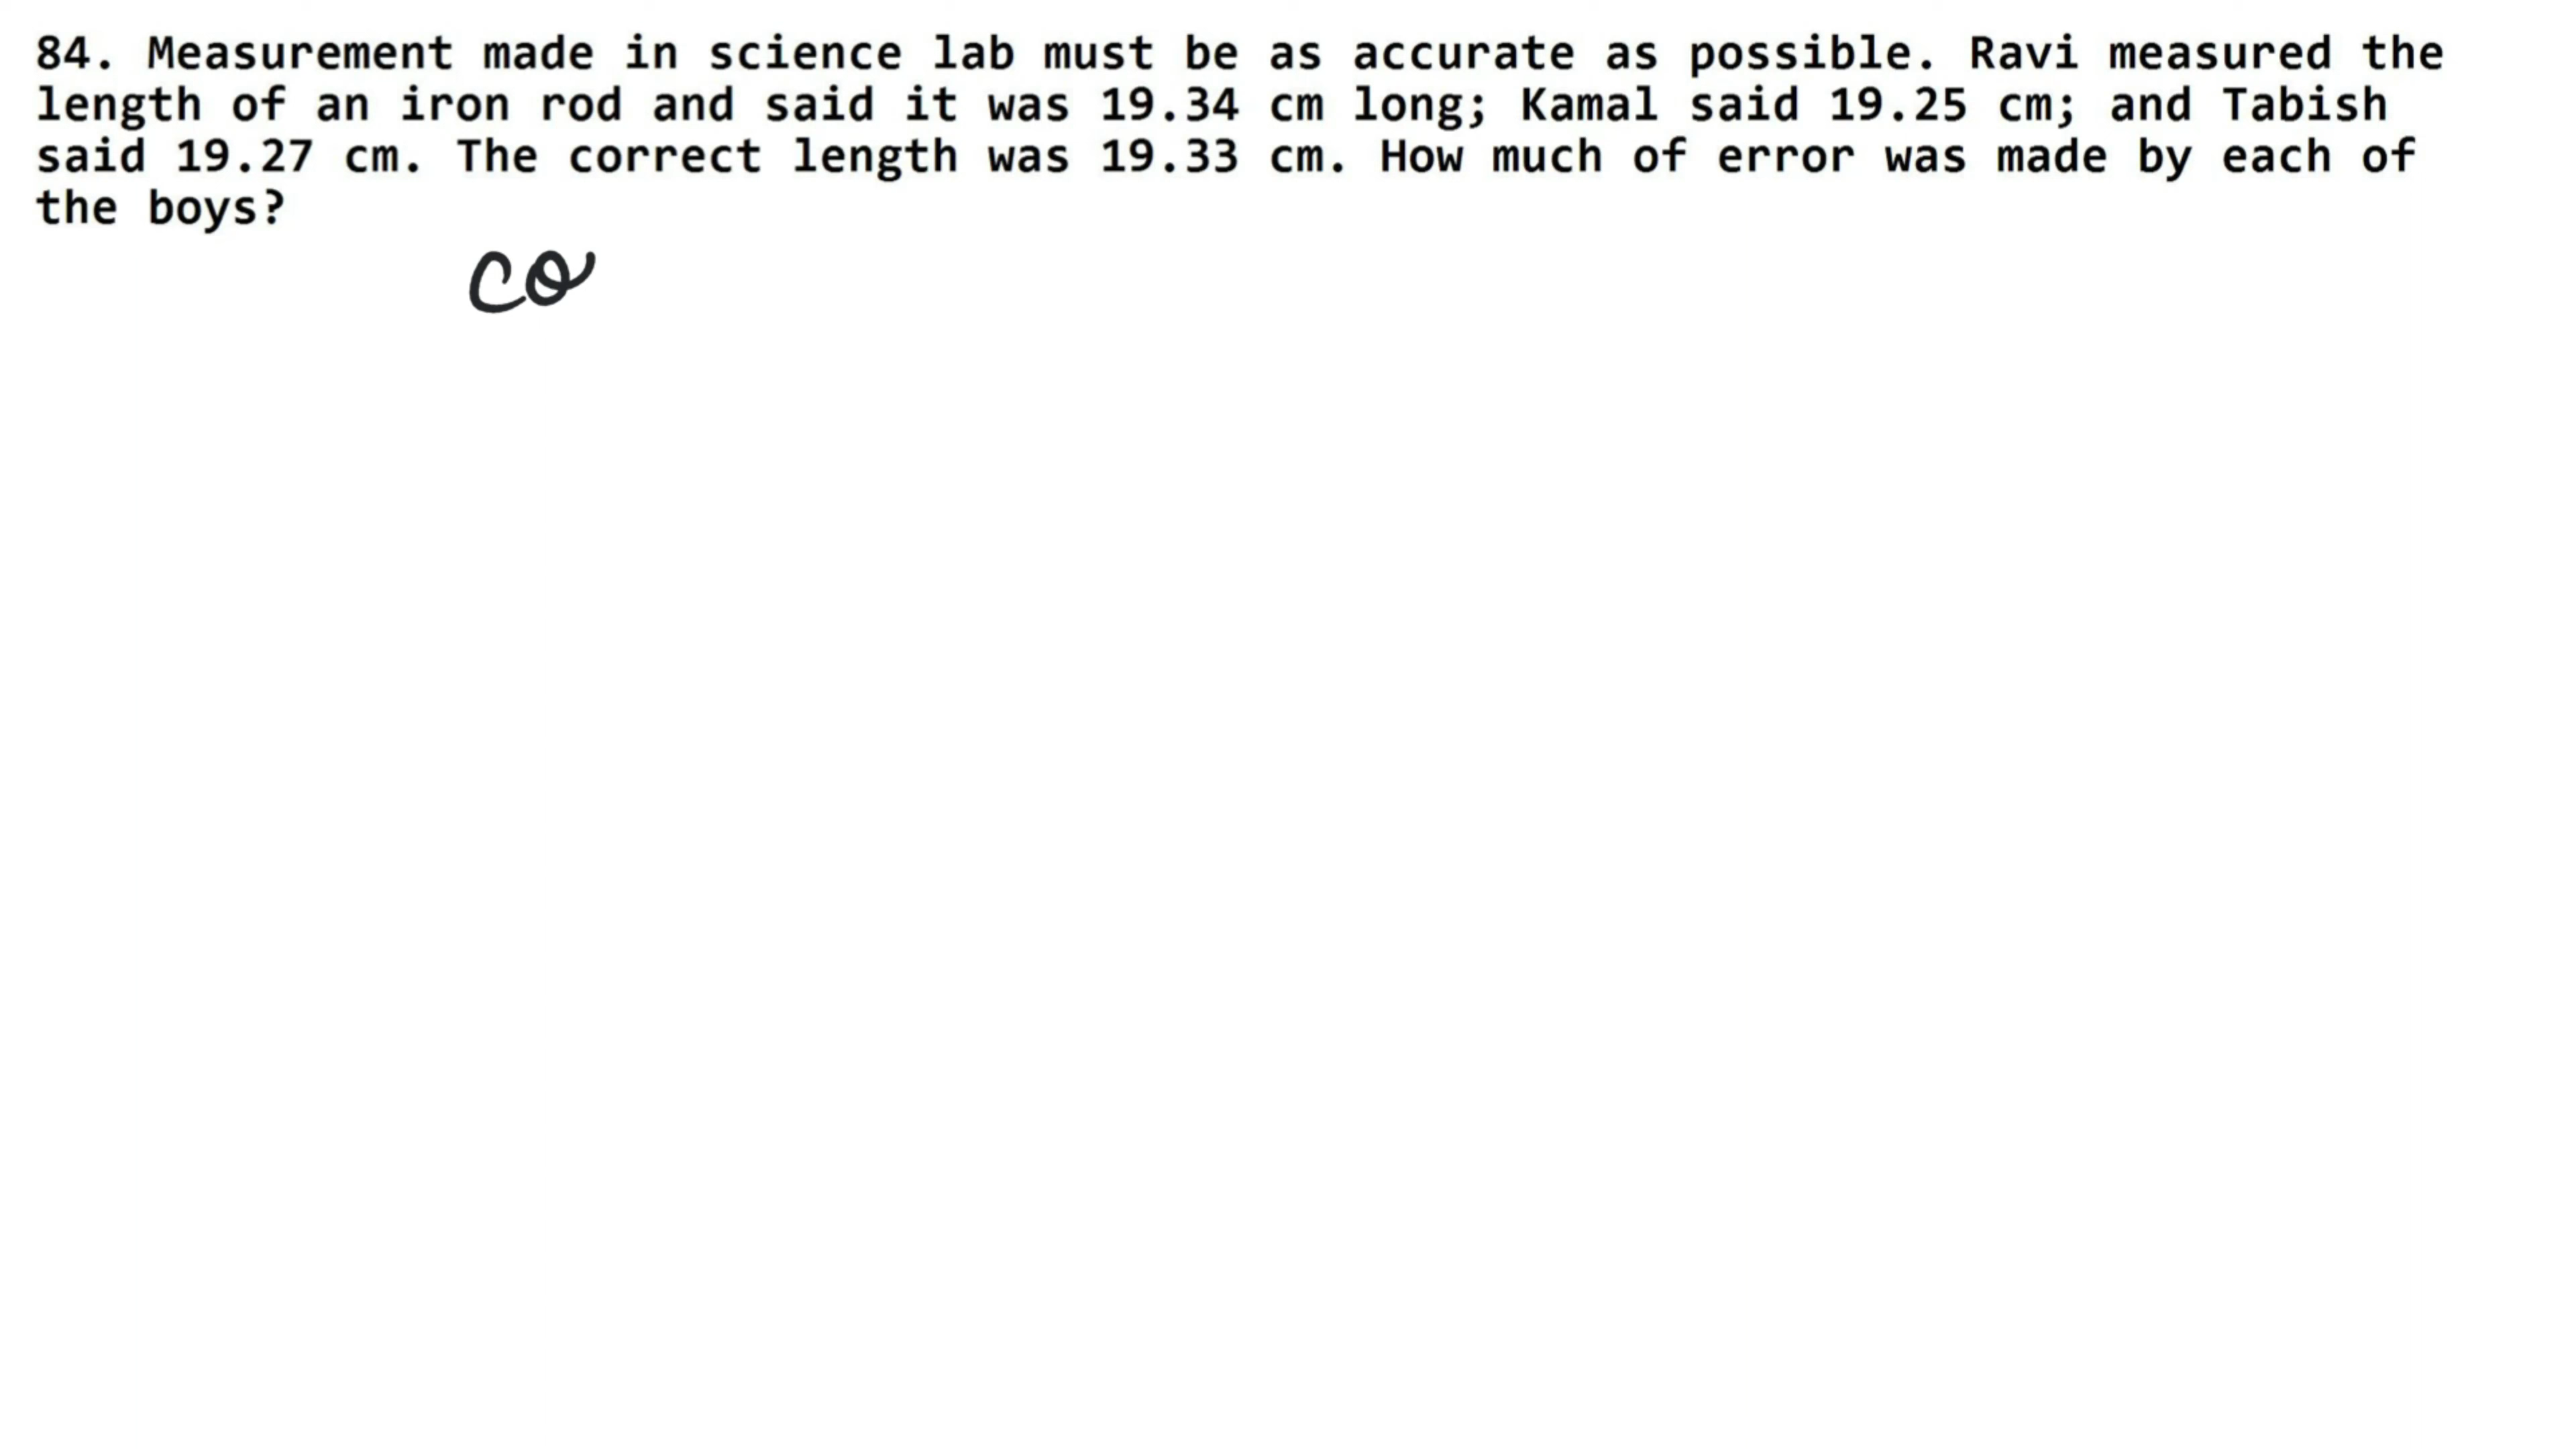 84. Measurement made in science lab must be as accurate as possible. Ravi measured the
length of an iron rod and said it was 19.34 cm long; Kamal said 19.25 cm; and Tabish
said 19.27 cm. The correct length was 19.33 cm. How much of error was made by each of
the boys?
co